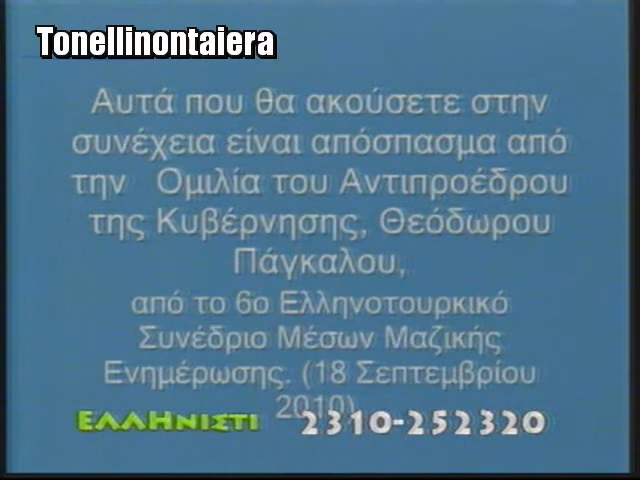 Tonellinontaiera
Αυτά που θα ακούσετε στην
συνέχεια είναι απόσπασμα από
την Ομιλία του Αντιπροέδρου
της Κυβέρνησης, Θεόδωρου
Πάγκαλου,
από το 6ο Ελληνοτουρκικό
Συνέδριο Μέσων Μαζικής
Ενημέρωσης. (18 Σεπτεμβρίου
2010)
ΕΛΛΗΝΙΣΤΙ 2310-252320